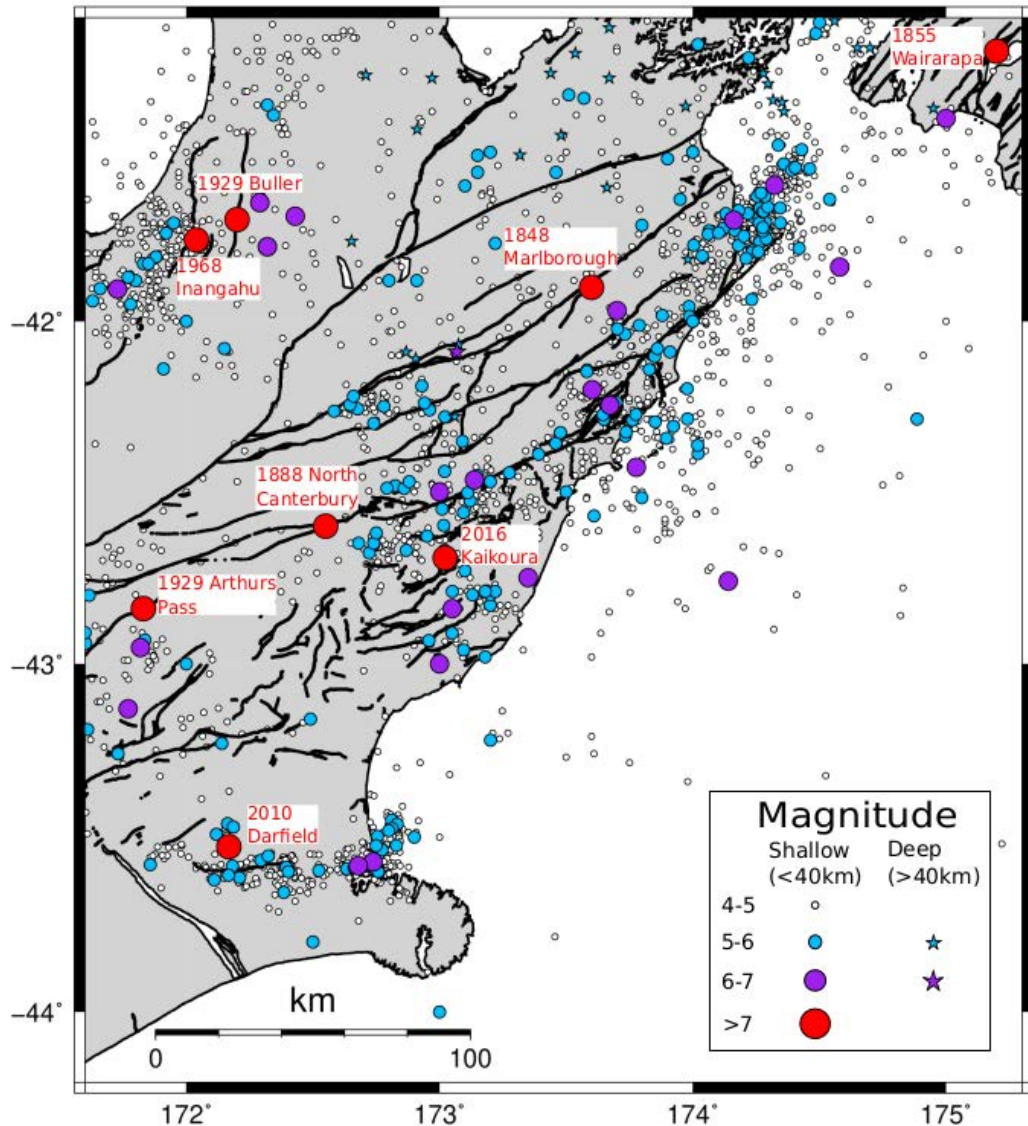 1855
Wairarapa
1929 Buller
1968
Inangahu
1848
Marlborough
−42°
1888 North
Canterbury
2016
Kaikoura
1929 Arthurs
Pass
−43°
2010
Darfield
Magnitude
Shallow Deep
(<40km) (>40km)
4-5
5-6
6-7
>7
−44°
km
0 100
172° 173° 174° 175°